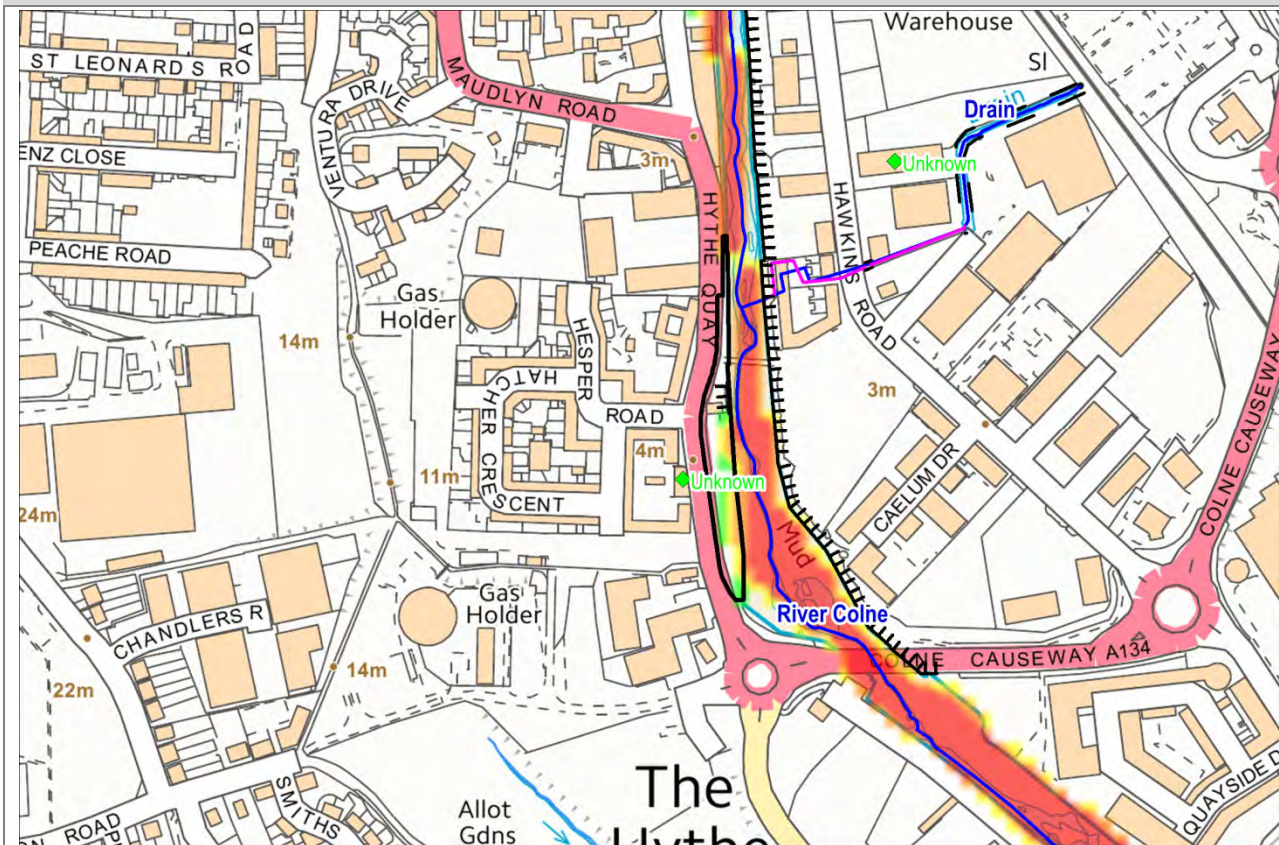 Warehouse
ST LEONARDS ROAD
SI
VENTURA DRIVE
MAUDLYN ROAD
Drain
ENZ CLOSE
3m
Unknown
HYTHE QUAY
HAWKINS ROAD
PEACHE ROAD
Gas
Holder
14m
HESPER
ROAD
HATCHER CRESCENT
3m
COLNE CAUSEWAY
4m
11m
Unknown
CAELUM DR
24m
Mud
Gas
Holder
River Colne
CHANDLERS R
COLNE CAUSEWAY A134
14m
22m
The
Hythe
SMITHS
Allot
Gdns
QUAYSIDE D
ROAD